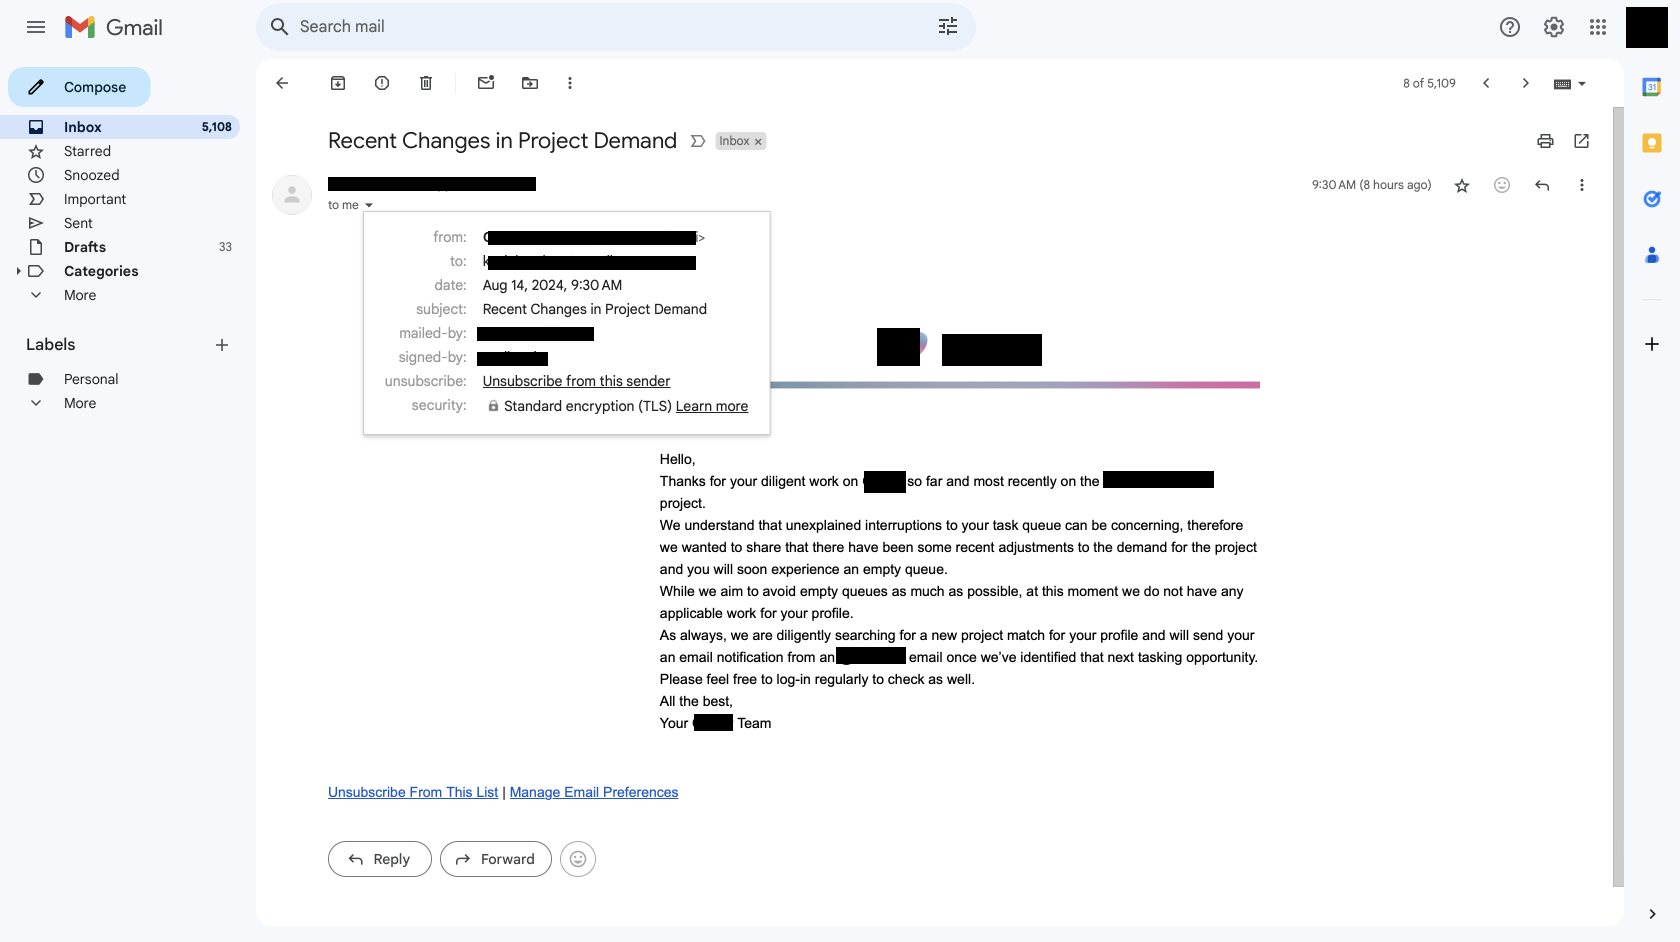 Gmail
Search mail
Compose
8 of 5,109
Inbox 5,108
Starred
Snoozed
Important
Sent
Drafts 33
Categories
More
Labels
Personal
More
Recent Changes in Project Demand
Inbox x
9:30 AM (8 hours ago)
to me
from: >
to:
date: Aug 14, 2024, 9:30 AM
subject: Recent Changes in Project Demand
mailed-by:
signed-by:
unsubscribe: Unsubscribe from this sender
security: Standard encryption (TLS) Learn more
Hello,
Thanks for your diligent work on so far and most recently on the
project.
We understand that unexplained interruptions to your task queue can be concerning, therefore
we wanted to share that there have been some recent adjustments to the demand for the project
and you will soon experience an empty queue.
While we aim to avoid empty queues as much as possible, at this moment we do not have any
applicable work for your profile.
As always, we are diligently searching for a new project match for your profile and will send your
an email notification from an email once we’ve identified that next tasking opportunity.
Please feel free to log-in regularly to check as well.
All the best,
Your Team
Unsubscribe From This List | Manage Email Preferences
Reply
Forward
31